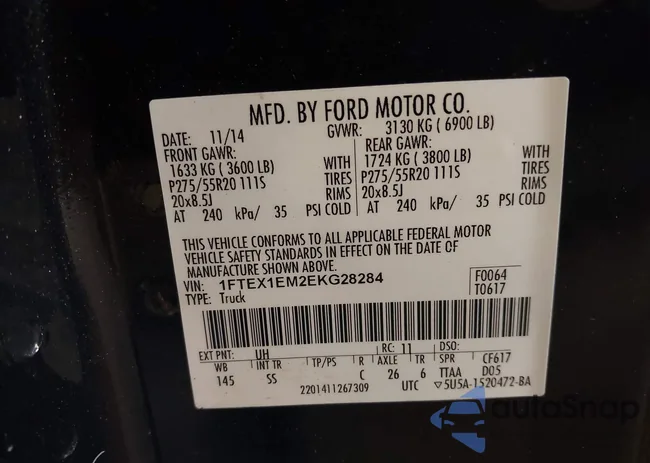 MFD. BY FORD MOTOR CO.
DATE: 11/14 GVWR: 3130 KG ( 6900 LB)
FRONT GAWR: REAR GAWR:
1633 KG ( 3600 LB) WITH 1724 KG ( 3800 LB) WITH
P275/55R20 111S TIRES P275/55R20 111S TIRES
20x8.5J RIMS 20x8.5J RIMS
AT 240 kPa/ 35 PSI COLD AT 240 kPa/ 35 PSI COLD
THIS VEHICLE CONFORMS TO ALL APPLICABLE FEDERAL MOTOR
VEHICLE SAFETY STANDARDS IN EFFECT ON THE DATE OF
MANUFACTURE SHOWN ABOVE.
VIN: 1FTEX1EM2EKG28284 F0064
TYPE: Truck T0617
EXT PNT: UH RC: 11 DSO:
WB INT TR TP/PS R AXLE TR SPR CF617
145 SS C 26 6 TTAA D05
2201411267309 UTC ▽5U5A-1520472-BA
autoSnap